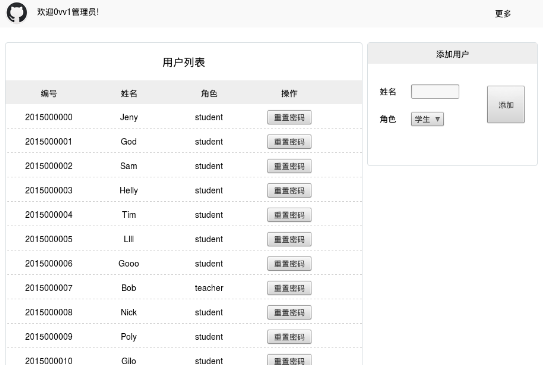 欢迎0vv1管理员!
更多
用户列表
编号 姓名 角色 操作
2015000000 Jeny student 重置密码
2015000001 God student 重置密码
2015000002 Sam student 重置密码
2015000003 Helly student 重置密码
2015000004 Tim student 重置密码
2015000005 Llll student 重置密码
2015000006 Gooo student 重置密码
2015000007 Bob teacher 重置密码
2015000008 Nick student 重置密码
2015000009 Poly student 重置密码
2015000010 Gilo student 重置密码
添加用户
姓名
角色 学生
添加